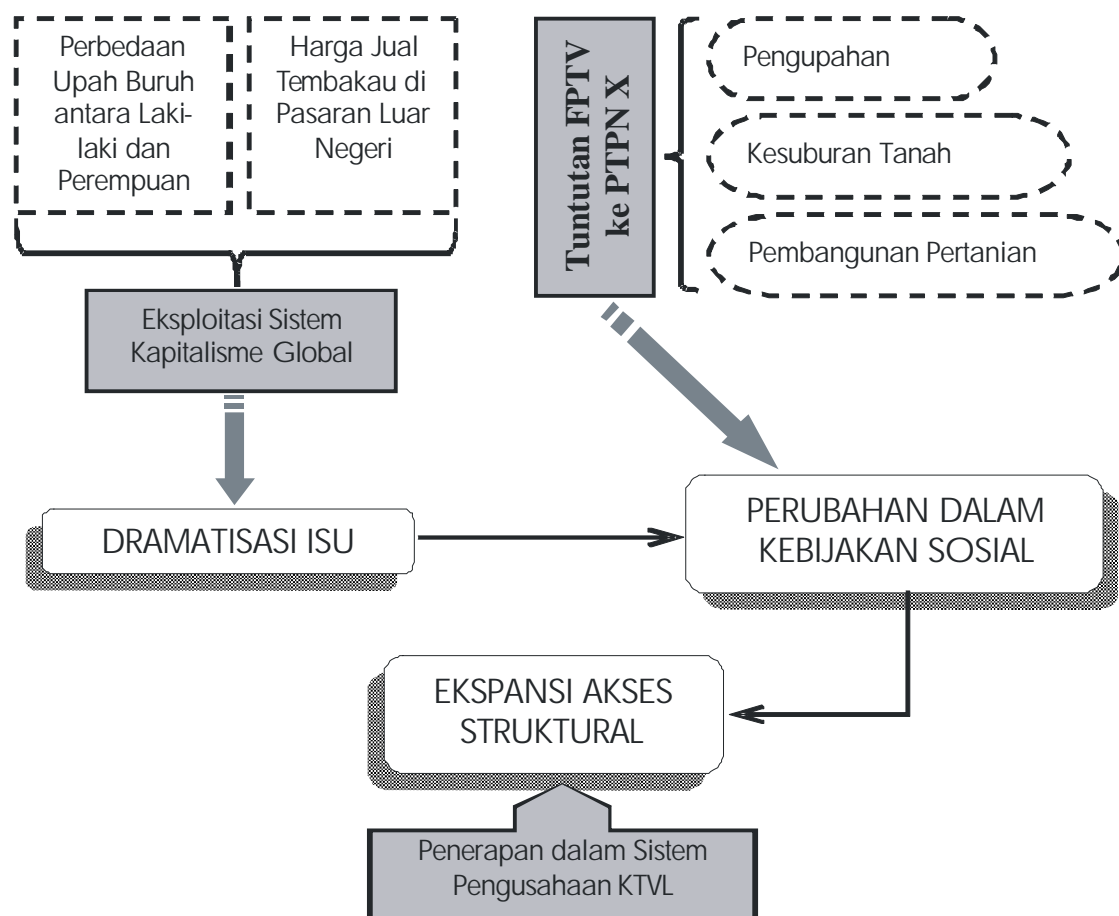 Perbedaan
Upah Buruh
antara Laki-
laki dan
Perempuan
Harga Jual
Tembakau di
Pasaran Luar
Negeri
Tuntutan FPTV
ke PTPN X
Pengupahan
Kesuburan Tanah
Pembangunan Pertanian
Eksploitasi Sistem
Kapitalisme Global
DRAMATISASI ISU
PERUBAHAN DALAM
KEBIJAKAN SOSIAL
EKSPANSI AKSES
STRUKTURAL
Penerapan dalam Sistem
Pengusahaan KTVL